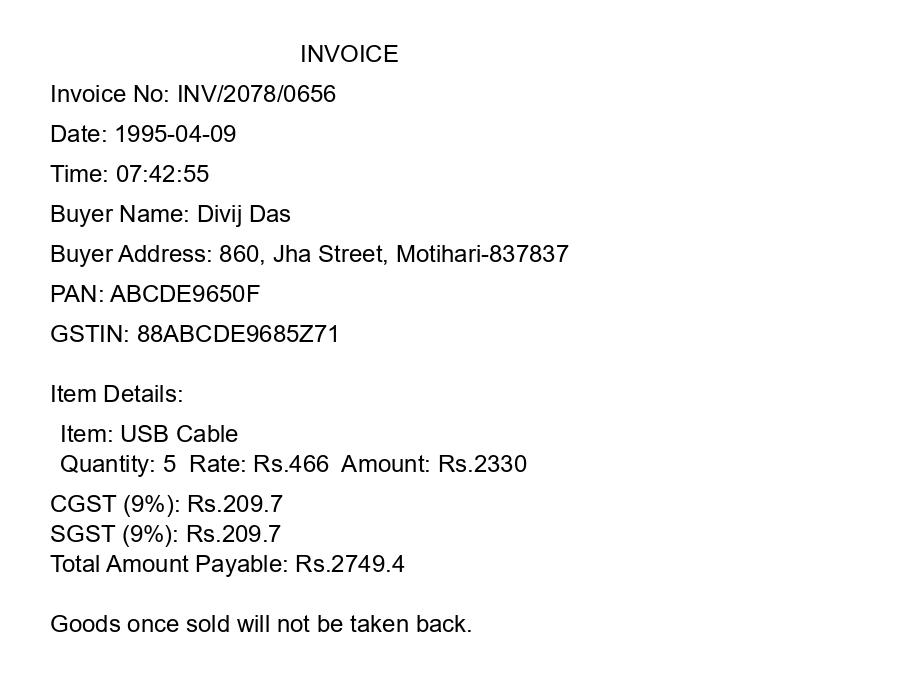 INVOICE
Invoice No: INV/2078/0656
Date: 1995-04-09
Time: 07:42:55
Buyer Name: Divij Das
Buyer Address: 860, Jha Street, Motihari-837837
PAN: ABCDE9650F
GSTIN: 88ABCDE9685Z71
Item Details:
Item: USB Cable
Quantity: 5 Rate: Rs.466 Amount: Rs.2330
CGST (9%): Rs.209.7
SGST (9%): Rs.209.7
Total Amount Payable: Rs.2749.4
Goods once sold will not be taken back.